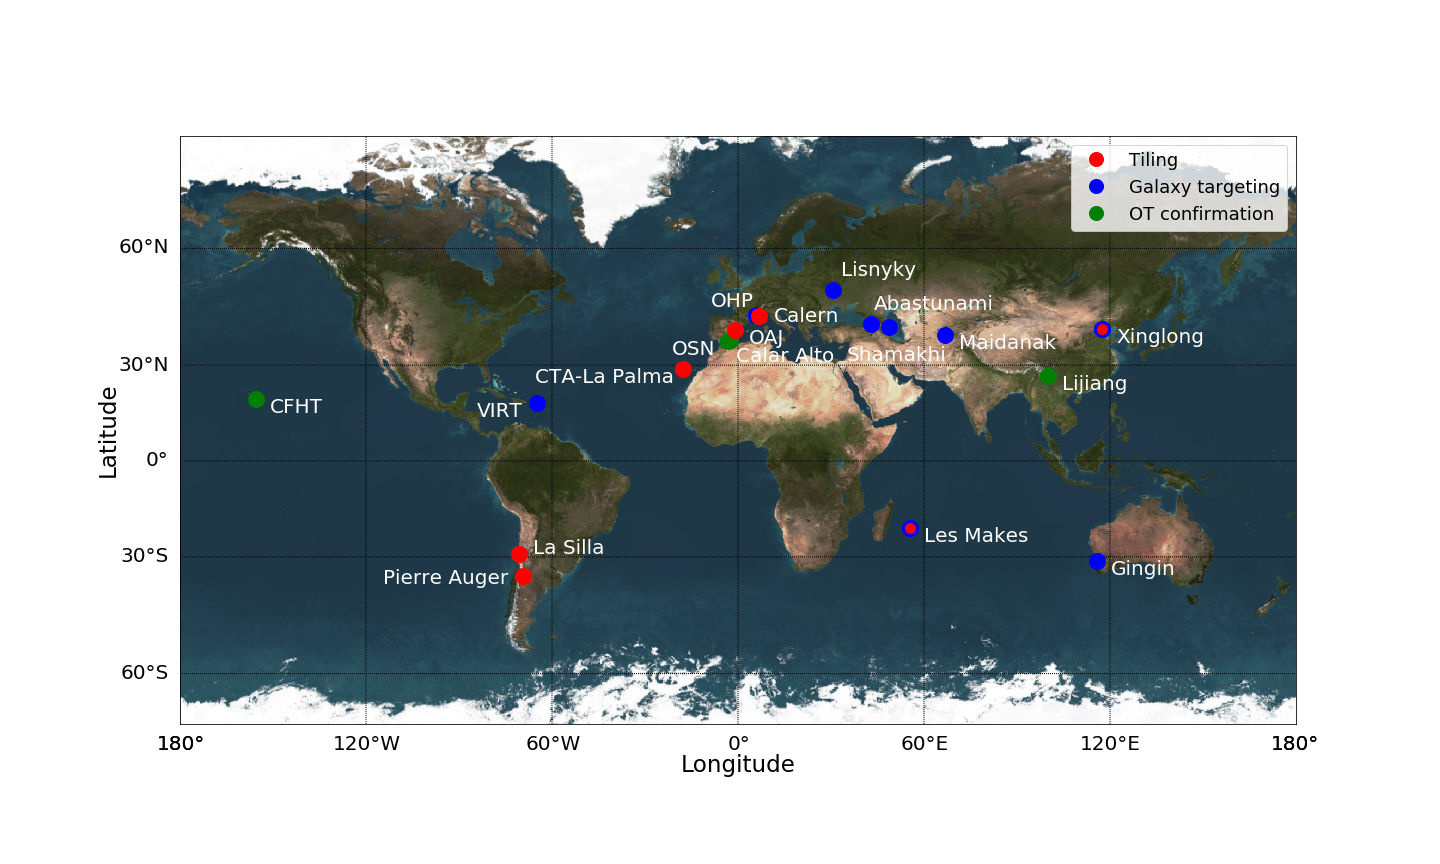 Tiling
Galaxy targeting
OT confirmation
60°N
30°N
0°
30°S
60°S
Latitude
Lisnyky
OHP
Abastunami
Calern
OAJ
Xinglong
OSN
Calar Alto
Shamakhi
Maidanak
CTA-La Palma
Lijiang
CFHT
VIRT
Les Makes
La Silla
Gingin
Pierre Auger
180°
120°W
60°W
0°
60°E
120°E
180°
Longitude